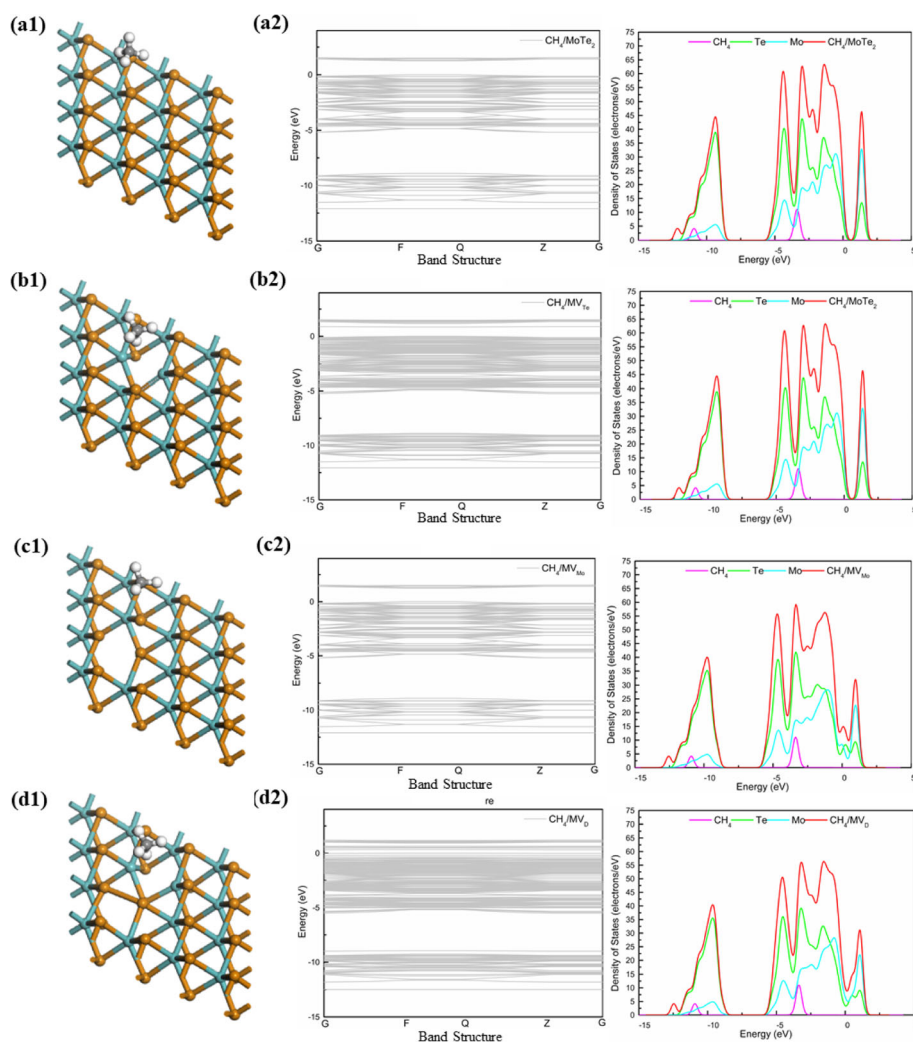 (a1)
(a2)
CH₄/MoTe₂
Energy (eV)
0
-5
-10
-15
G F Q Z G
Band Structure
CH₄ Te Mo CH₄/MoTe₂
Density of States (electrons/eV)
75
70
65
60
55
50
45
40
35
30
25
20
15
10
5
0
-15 -10 -5 0 5
Energy (eV)
(b1)
(b2)
CH₄/MV_Te
Energy (eV)
0
-5
-10
-15
G F Q Z G
Band Structure
CH₄ Te Mo CH₄/MoTe₂
Density of States (electrons/eV)
75
70
65
60
55
50
45
40
35
30
25
20
15
10
5
0
-15 -10 -5 0 5
Energy (eV)
(c1)
(c2)
CH₄/MV_Mo
Energy (eV)
0
-5
-10
-15
G F Q Z G
Band Structure
CH₄ Te Mo CH₄/MV_Mo
Density of States (electrons/eV)
75
70
65
60
55
50
45
40
35
30
25
20
15
10
5
0
-15 -10 -5 0 5
Energy (eV)
(d1)
(d2)
re
CH₄/MV_D
Energy (eV)
0
-5
-10
-15
G F Q Z G
Band Structure
CH₄ Te Mo CH₄/MV_D
Density of States (electrons/eV)
75
70
65
60
55
50
45
40
35
30
25
20
15
10
5
0
-15 -10 -5 0 5
Energy (eV)